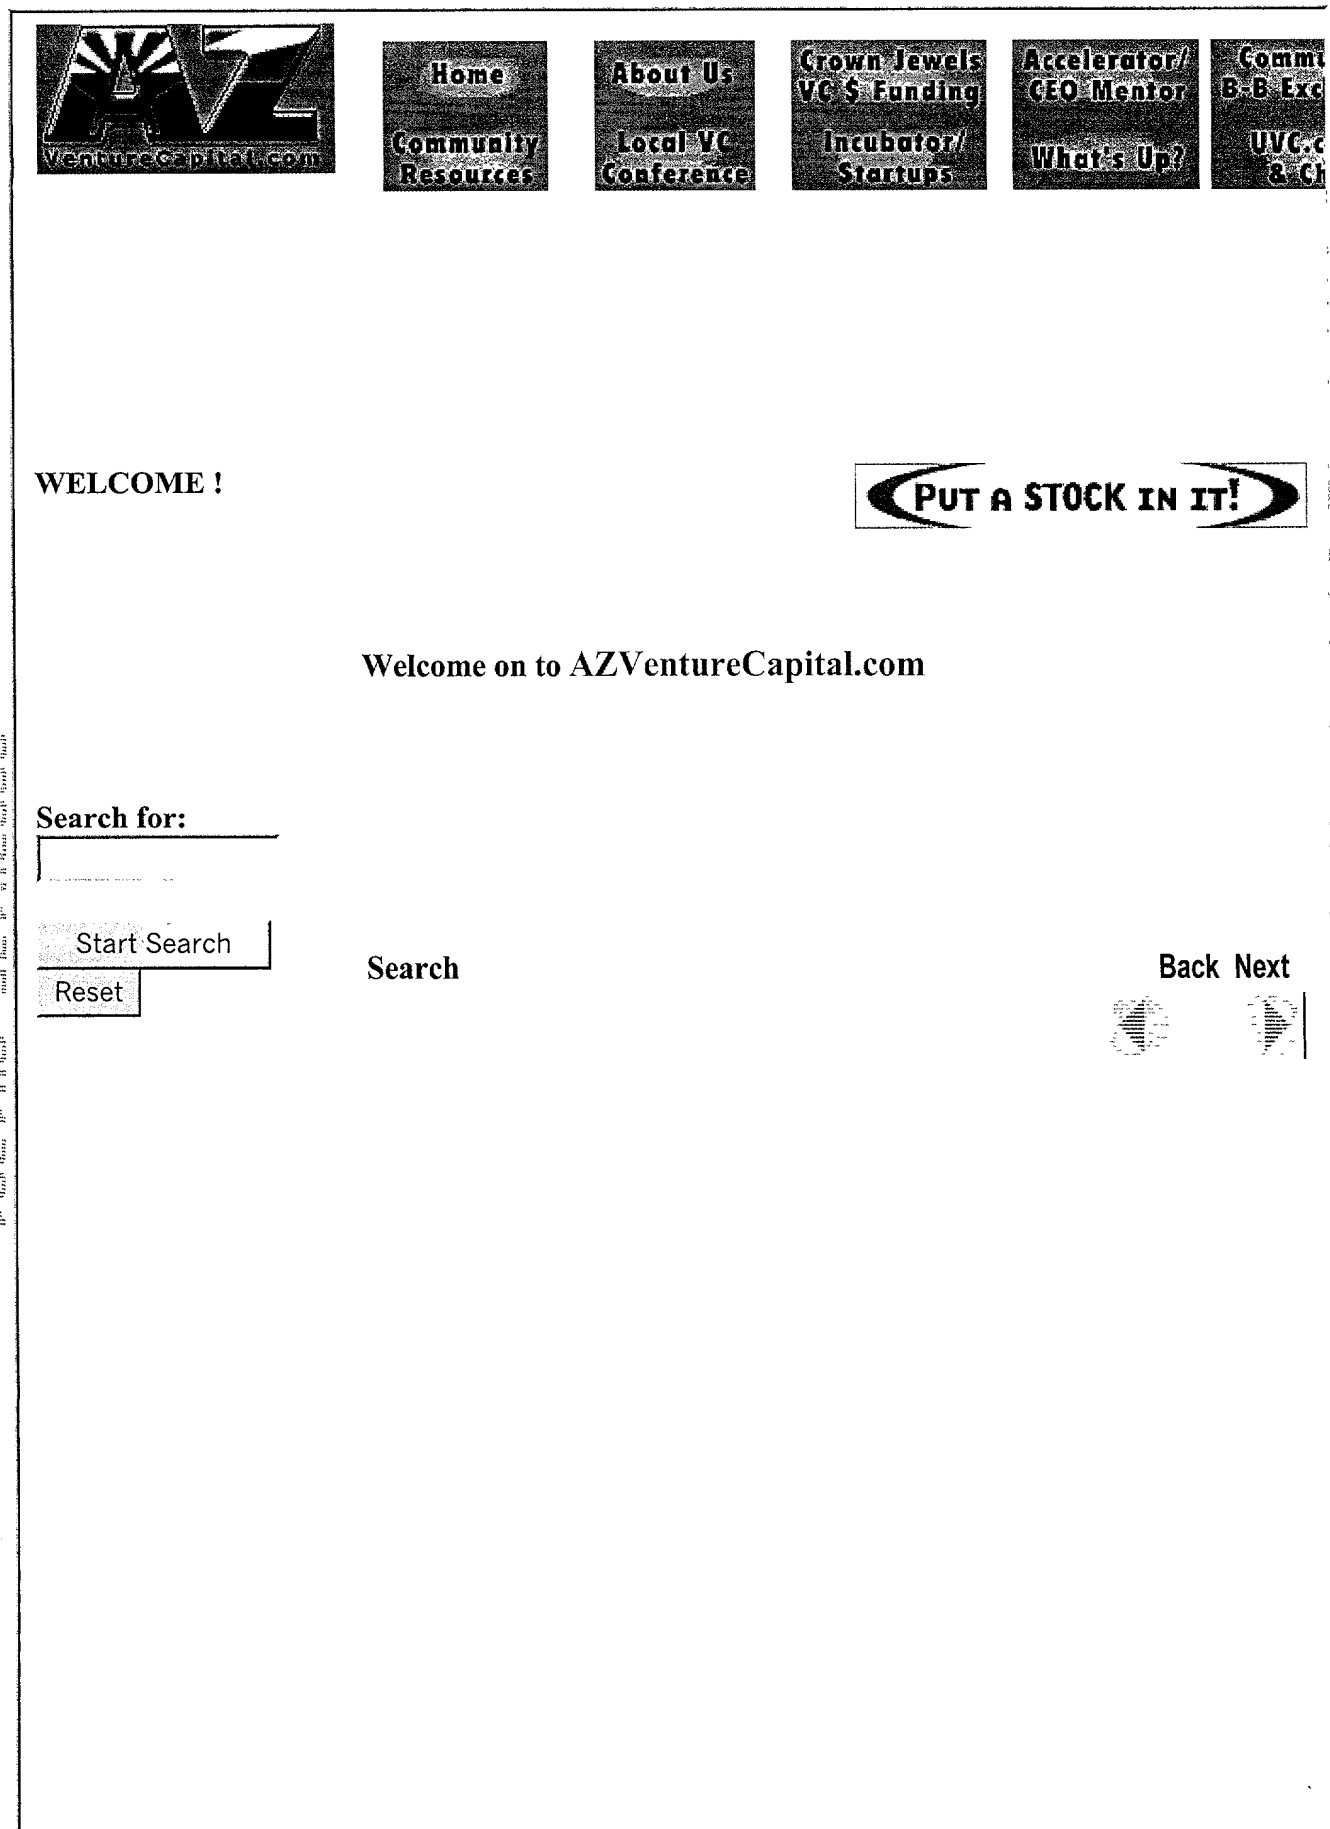 AZ
VentureCapital.com
Home
Community
Resources
About Us
Local VC
Conference
Crown Jewels
VC $ Funding
Incubator/
Startups
Accelerator/
CEO Mentor
What's Up?
B-B
&
WELCOME !
PUT A STOCK IN IT!
Welcome on to AZVentureCapital.com
Search for:
Start Search
Reset
Search
Back Next